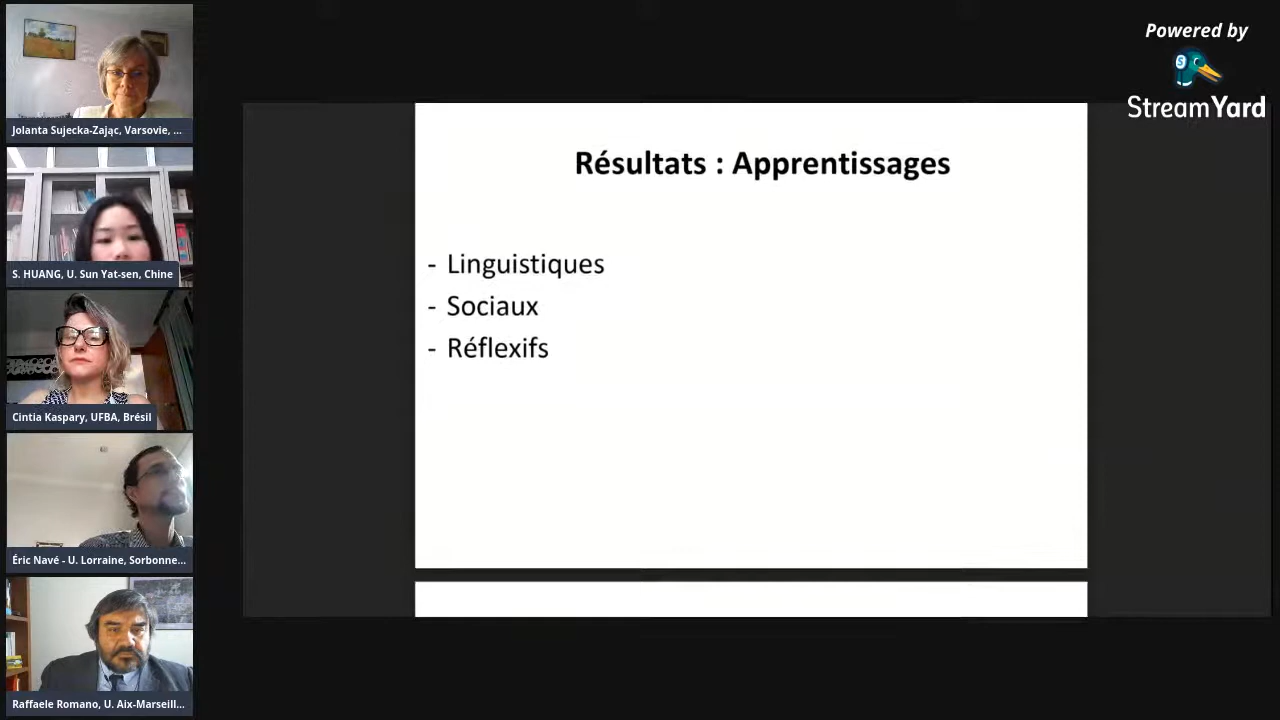 Powered by
StreamYard
Jolanta Sujecka-Zając, Varsovie, ...
S. HUANG, U. Sun Yat-sen, Chine
Cintia Kaspary, UFBA, Brésil
Éric Navé - U. Lorraine, Sorbonne...
Raffaele Romano, U. Aix-Marseill...
Résultats : Apprentissages
- Linguistiques
- Sociaux
- Réflexifs